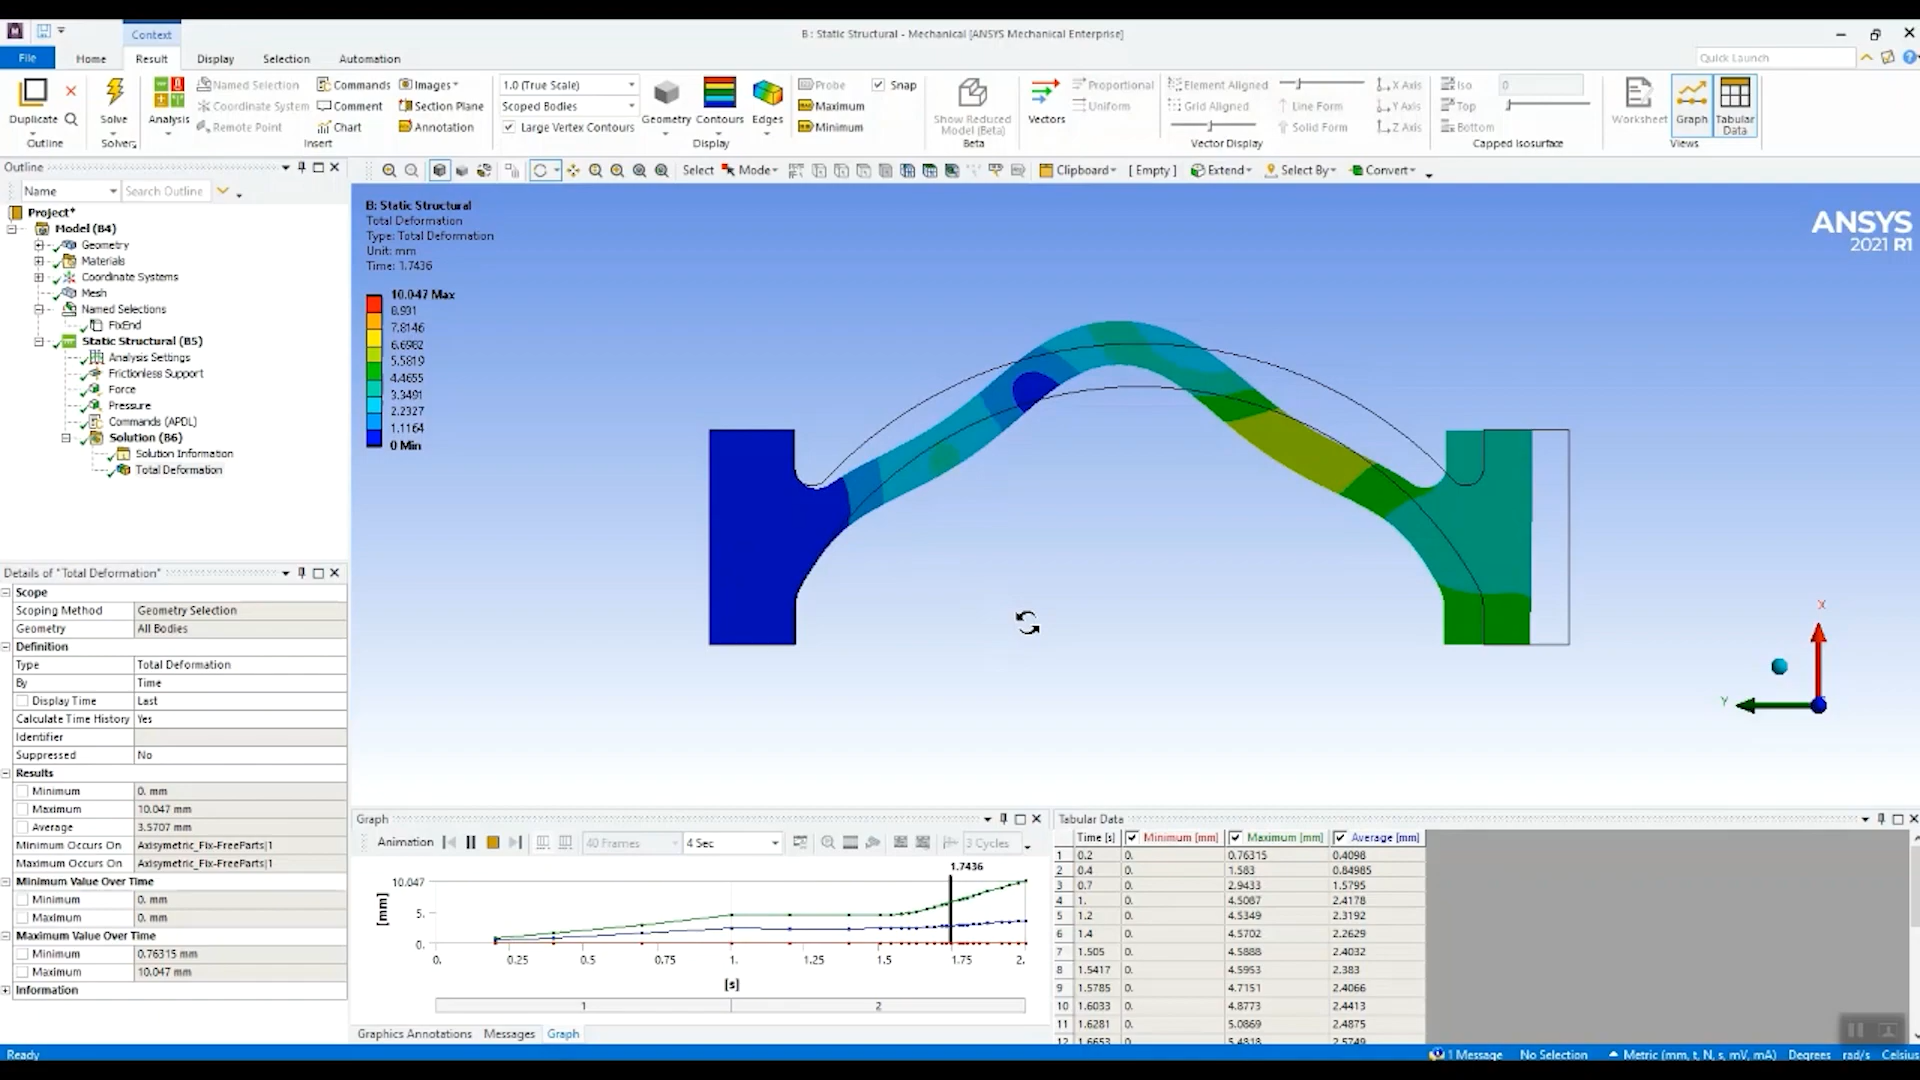 Context
B : Static Structural - Mechanical [ANSYS Mechanical Enterprise]
File Home Result Display Selection Automation
Quick Launch
Duplicate Solve Analysis Named Selection Commands Images 1.0 (True Scale) Geometry Contours Edges Probe Snap Show Reduced Model (Beta) Vectors Proportional Element Aligned X Axis Iso 0 Worksheet Graph Tabular Data
Coordinate System Comment Section Plane Scoped Bodies Maximum Uniform Grid Aligned Line Form Y Axis Top
Remote Point Chart Annotation Large Vertex Contours Minimum Solid Form Z Axis Bottom
Outline Solver Insert Display Beta Vector Display Capped Isosurface Views
Outline
Select Mode Clipboard [ Empty ] Extend Select By Convert
Name Search Outline
Project*
Model (B4)
Geometry
Materials
Coordinate Systems
Mesh
Named Selections
FixEnd
Static Structural (B5)
Analysis Settings
Frictionless Support
Force
Pressure
Commands (APDL)
Solution (B6)
Solution Information
Total Deformation
B: Static Structural
Total Deformation
Type: Total Deformation
Unit: mm
Time: 1.7436
10.047 Max
8.931
7.8146
6.6982
5.5819
4.4655
3.3491
2.2327
1.1164
0 Min
ANSYS
2021 R1
X
Y
Details of "Total Deformation"
Scope
Scoping Method Geometry Selection
Geometry All Bodies
Definition
Type Total Deformation
By Time
Display Time Last
Calculate Time History Yes
Identifier
Suppressed No
Results
Minimum 0. mm
Maximum 10.047 mm
Average 3.5707 mm
Minimum Occurs On Axisymetric_Fix-FreeParts|1
Maximum Occurs On Axisymetric_Fix-FreeParts|1
Minimum Value Over Time
Minimum 0. mm
Maximum 0. mm
Maximum Value Over Time
Minimum 0.76315 mm
Maximum 10.047 mm
Information
Graph
Animation 40 Frames 4 Sec 3 Cycles
1.7436
10.047
5.
0.
[mm]
0. 0.25 0.5 0.75 1. 1.25 1.5 1.75 2.
[s]
1 2
Graphics Annotations Messages Graph
Tabular Data
Time [s] Minimum [mm] Maximum [mm] Average [mm]
1 0.2 0. 0.76315 0.4098
2 0.4 0. 1.583 0.84985
3 0.7 0. 2.9433 1.5795
4 1. 0. 4.5087 2.4178
5 1.2 0. 4.5349 2.3192
6 1.4 0. 4.5702 2.2629
7 1.505 0. 4.5888 2.4032
8 1.5417 0. 4.5953 2.383
9 1.5785 0. 4.7151 2.4066
10 1.6033 0. 4.8773 2.4413
11 1.6281 0. 5.0869 2.4875
12 1.6653 0. 5.4818 2.5749
Ready
1 Message No Selection Metric (mm, t, N, s, mV, mA) Degrees rad/s Celsius